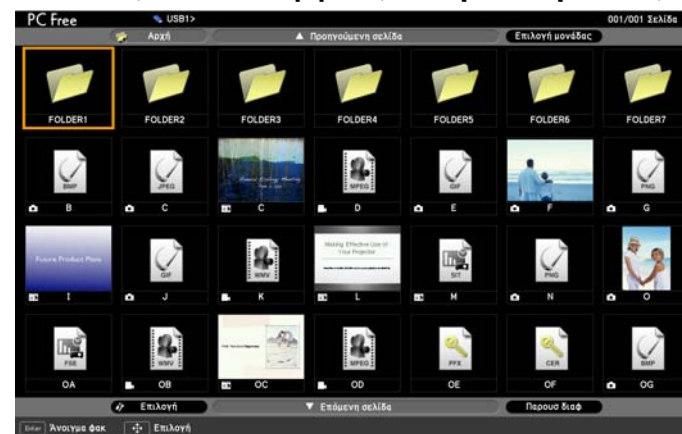 PC Free USB1> 001/001 Σελίδα
Αρχή ▲ Προηγούμενη σελίδα Επιλογή μονάδας
FOLDER1 FOLDER2 FOLDER3 FOLDER4 FOLDER5 FOLDER6 FOLDER7
BMP JPEG MPEG GIF PNG
B C C D E F G
Future Product Plans GIF WMV Making Effective Use of Your Projector SIT PNG
I J K L M N O
FSE WMV MPEG PFX CER BMP
OA OB OC OD OE OF OG
Επιλογή ▼ Επόμενη σελίδα Παρουσ διαφ
Enter Άνοιγμα φακ Επιλογή